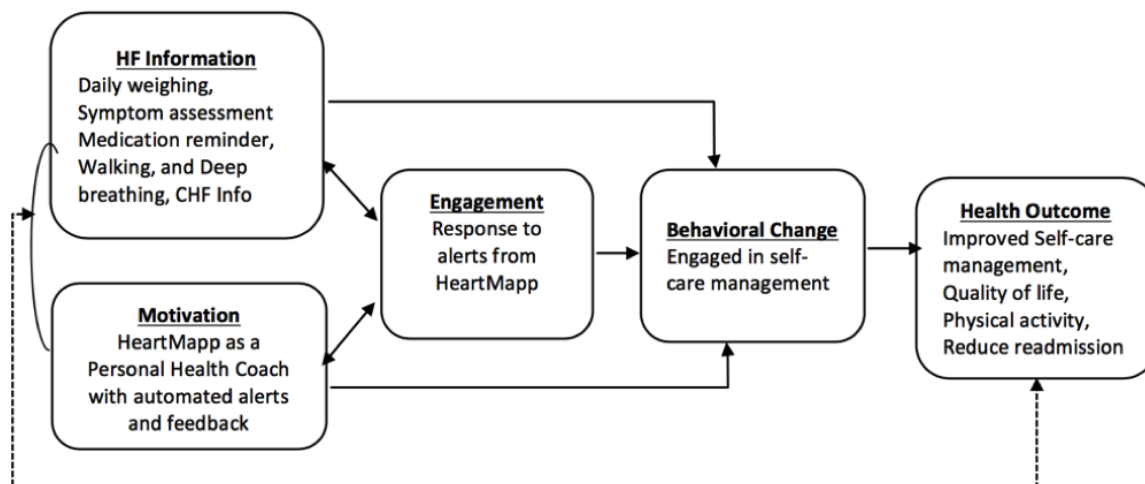 HF Information
Daily weighing,
Symptom assessment
Medication reminder,
Walking, and Deep
breathing, CHF Info
Motivation
HeartMapp as a
Personal Health Coach
with automated alerts
and feedback
Engagement
Response to
alerts from
HeartMapp
Behavioral Change
Engaged in self-
care management
Health Outcome
Improved Self-care
management,
Quality of life,
Physical activity,
Reduce readmission